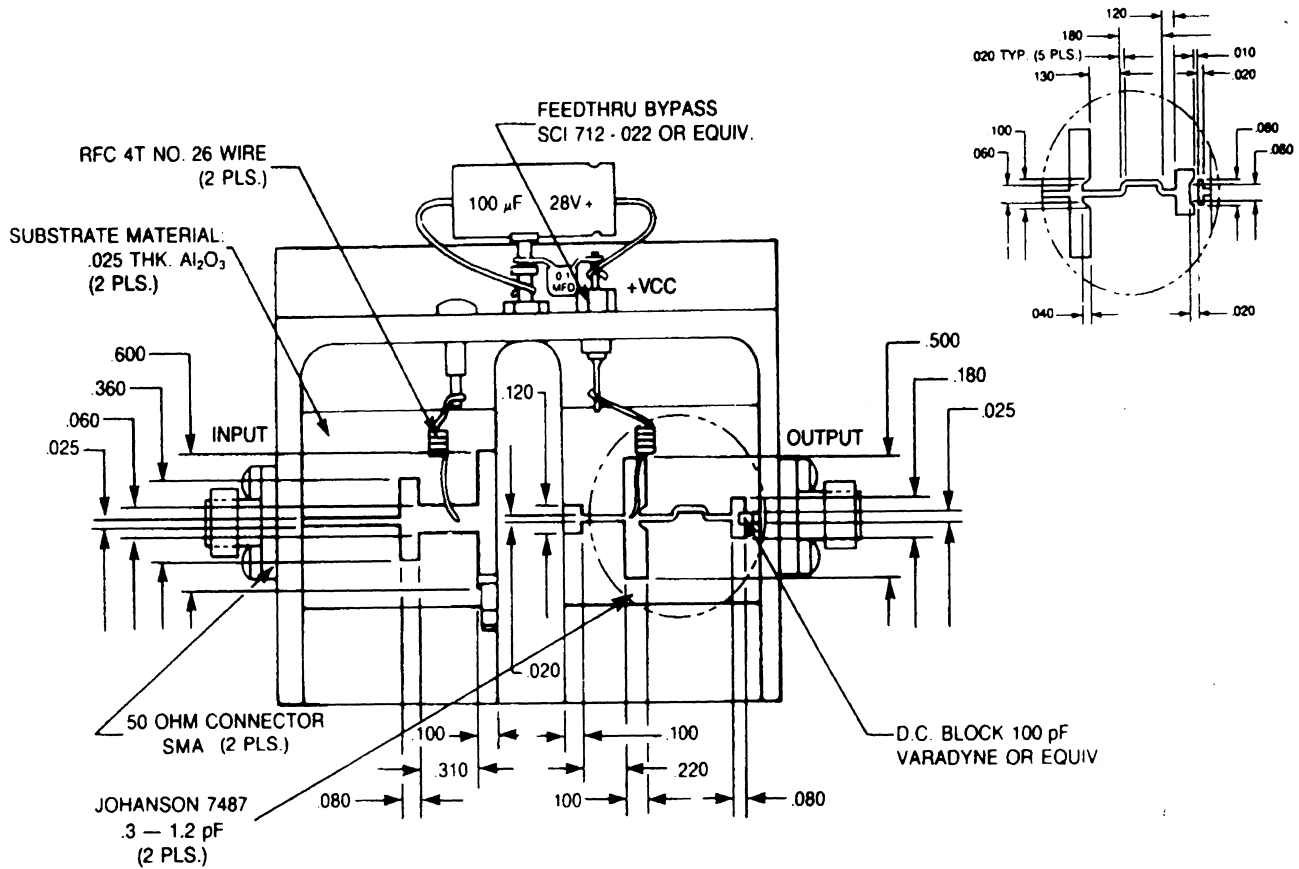 .120
.180
.020 TYP. (5 PLS.)
.010
.130
.020
FEEDTHRU BYPASS
SCI 712 - 022 OR EQUIV.
.100
.060
.080
.060
RFC 4T NO. 26 WIRE
(2 PLS.)
100 µF 28V +
SUBSTRATE MATERIAL:
.025 THK. Al₂O₃
(2 PLS.)
0.1
MFD
+VCC
.040
.020
.600
.500
.360
.120
.180
.060
INPUT
OUTPUT
.025
.025
.020
50 OHM CONNECTOR
SMA (2 PLS.)
.100
.100
D.C. BLOCK 100 pF
VARADYNE OR EQUIV
.310
.220
.080
100
.080
JOHANSON 7487
.3 — 1.2 pF
(2 PLS.)